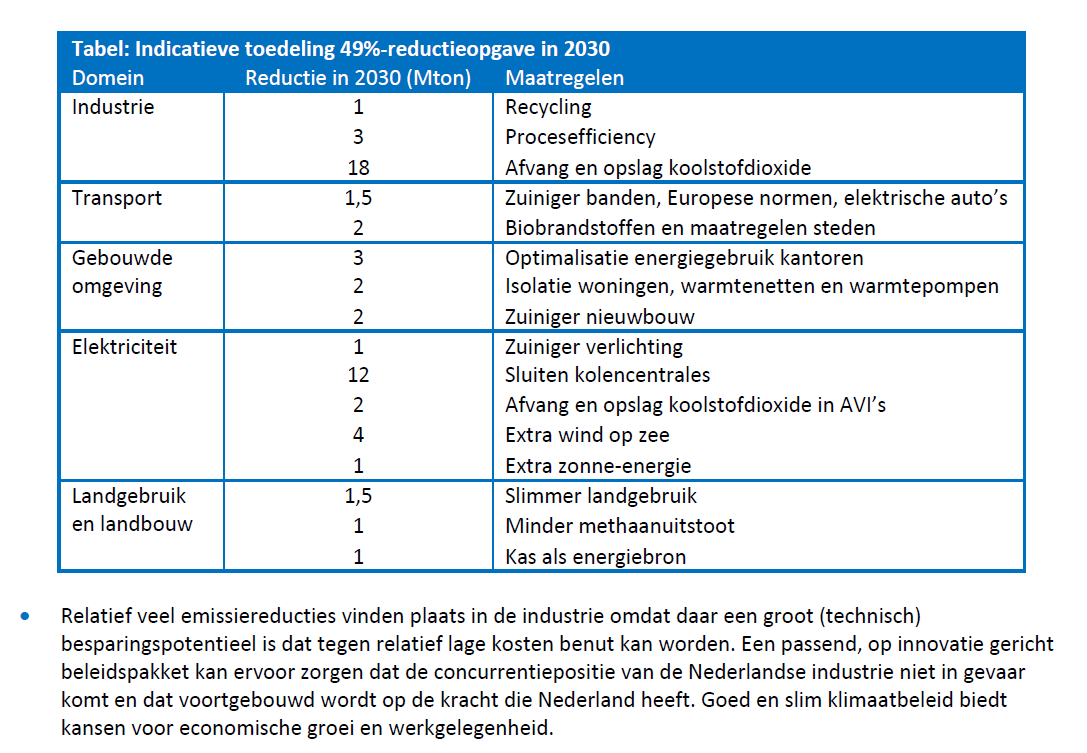 Tabel: Indicatieve toedeling 49%-reductieopgave in 2030
Domein Reductie in 2030 (Mton) Maatregelen
Industrie 1 Recycling
3 Procesefficiency
18 Afvang en opslag koolstofdioxide
Transport 1,5 Zuiniger banden, Europese normen, elektrische auto’s
2 Biobrandstoffen en maatregelen steden
Gebouwde 3 Optimalisatie energiegebruik kantoren
omgeving 2 Isolatie woningen, warmtenetten en warmtepompen
2 Zuiniger nieuwbouw
Elektriciteit 1 Zuiniger verlichting
12 Sluiten kolencentrales
2 Afvang en opslag koolstofdioxide in AVI’s
4 Extra wind op zee
1 Extra zonne-energie
Landgebruik 1,5 Slimmer landgebruik
en landbouw 1 Minder methaanuitstoot
1 Kas als energiebron
• Relatief veel emissiereducties vinden plaats in de industrie omdat daar een groot (technisch)
besparingspotentieel is dat tegen relatief lage kosten benut kan worden. Een passend, op innovatie gericht
beleidspakket kan ervoor zorgen dat de concurrentiepositie van de Nederlandse industrie niet in gevaar
komt en dat voortgebouwd wordt op de kracht die Nederland heeft. Goed en slim klimaatbeleid biedt
kansen voor economische groei en werkgelegenheid.